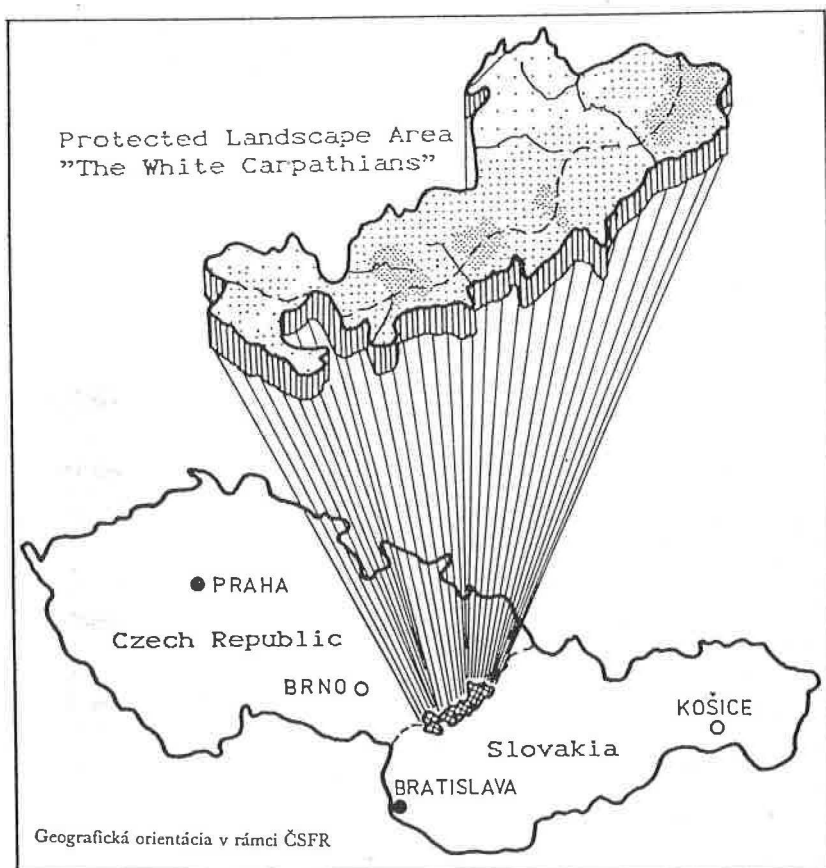 Protected Landscape Area
"The White Carpathians"
PRAHA
Czech Republic
BRNO
KOŠICE
Slovakia
BRATISLAVA
Geografická orientácia v rámci ČSFR